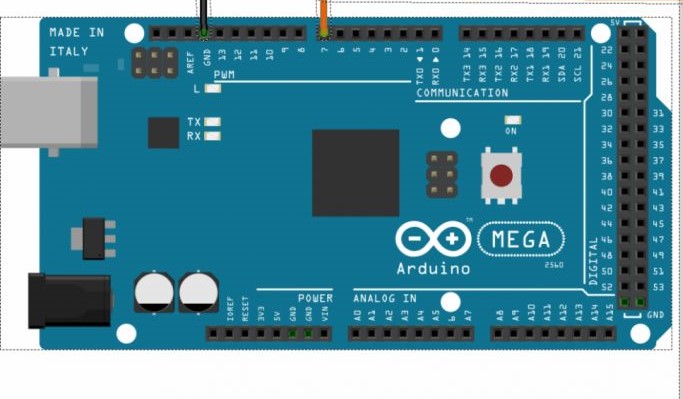 MADE IN
ITALY
AREF
GND
13
12
11
10
9
8
7
6
5
4
3
2
TX0 ◄ 1
RX0 ► 0
TX3 14
RX3 15
TX2 16
RX2 17
TX1 18
RX1 19
SDA 20
SCL 21
5V
PWM
COMMUNICATION
L
TX
RX
ON
22
24
26
28
30 31
32 33
34 35
36 37
38 39
40 41
42 43
44 45
46 47
48 49
50 51
52 53
GND
DIGITAL
™
MEGA
2560
Arduino
POWER
ANALOG IN
IOREF
RESET
3V3
5V
GND
GND
VIN
A0
A1
A2
A3
A4
A5
6
A7
A8
A9
A10
A11
A12
A13
A14
A15